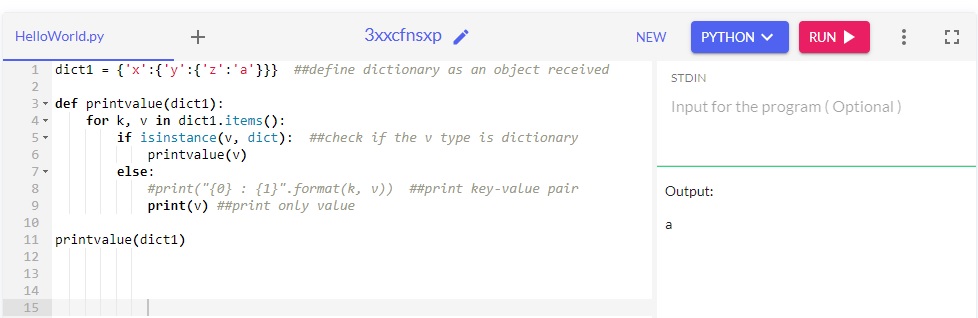 HelloWorld.py + 3xxcfnsxp NEW PYTHON RUN
1 dict1 = {'x':{'y':{'z':'a'}}} ##define dictionary as an object received
2
3 def printvalue(dict1):
4 for k, v in dict1.items():
5 if isinstance(v, dict): ##check if the v type is dictionary
6 printvalue(v)
7 else:
8 #print("{0} : {1}".format(k, v)) ##print key-value pair
9 print(v) ##print only value
10
11 printvalue(dict1)
12
13
14
15
STDIN
Input for the program ( Optional )
Output:
a